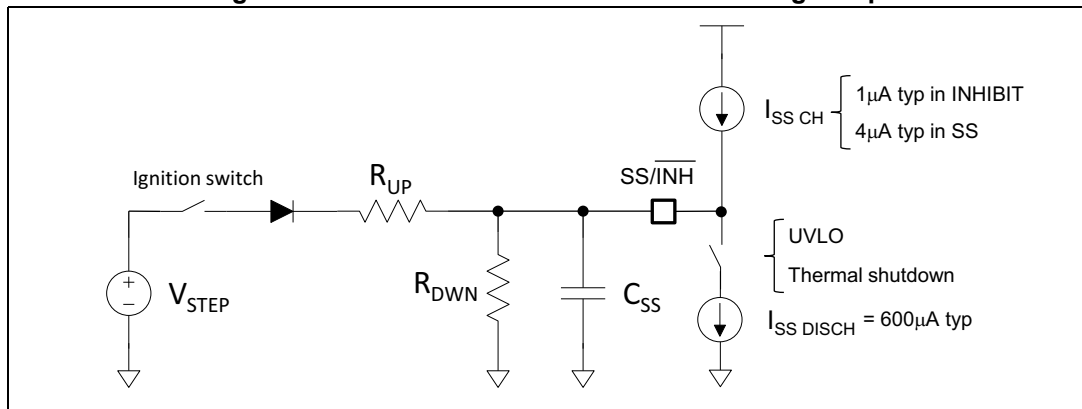 SS/INH
I_SS CH
1μA typ in INHIBIT
4μA typ in SS
Ignition switch
R_UP
V_STEP
+
−
R_DWN
C_SS
UVLO
Thermal shutdown
I_SS DISCH = 600μA typ